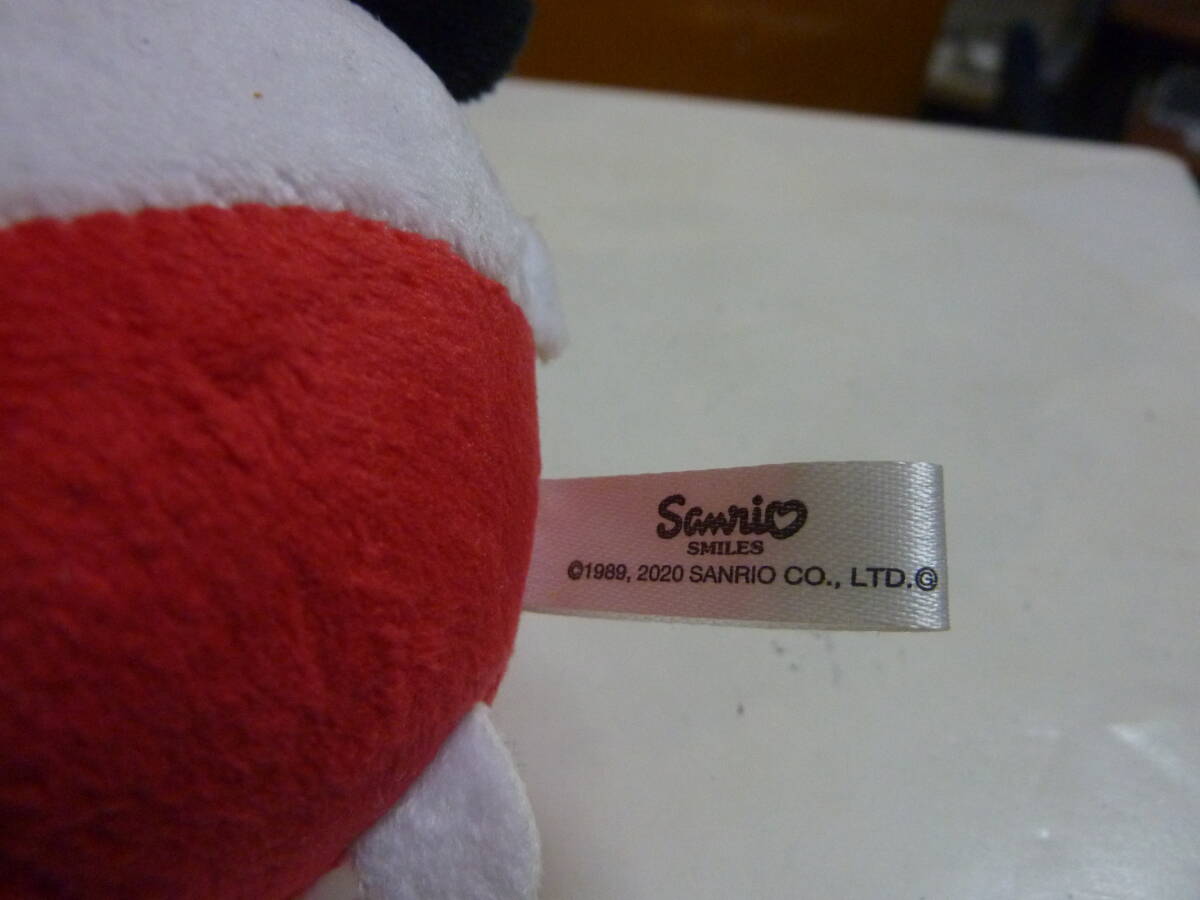 Sanrio
SMILES
©1989, 2020 SANRIO CO., LTD.©